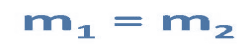 m₁ = m₂